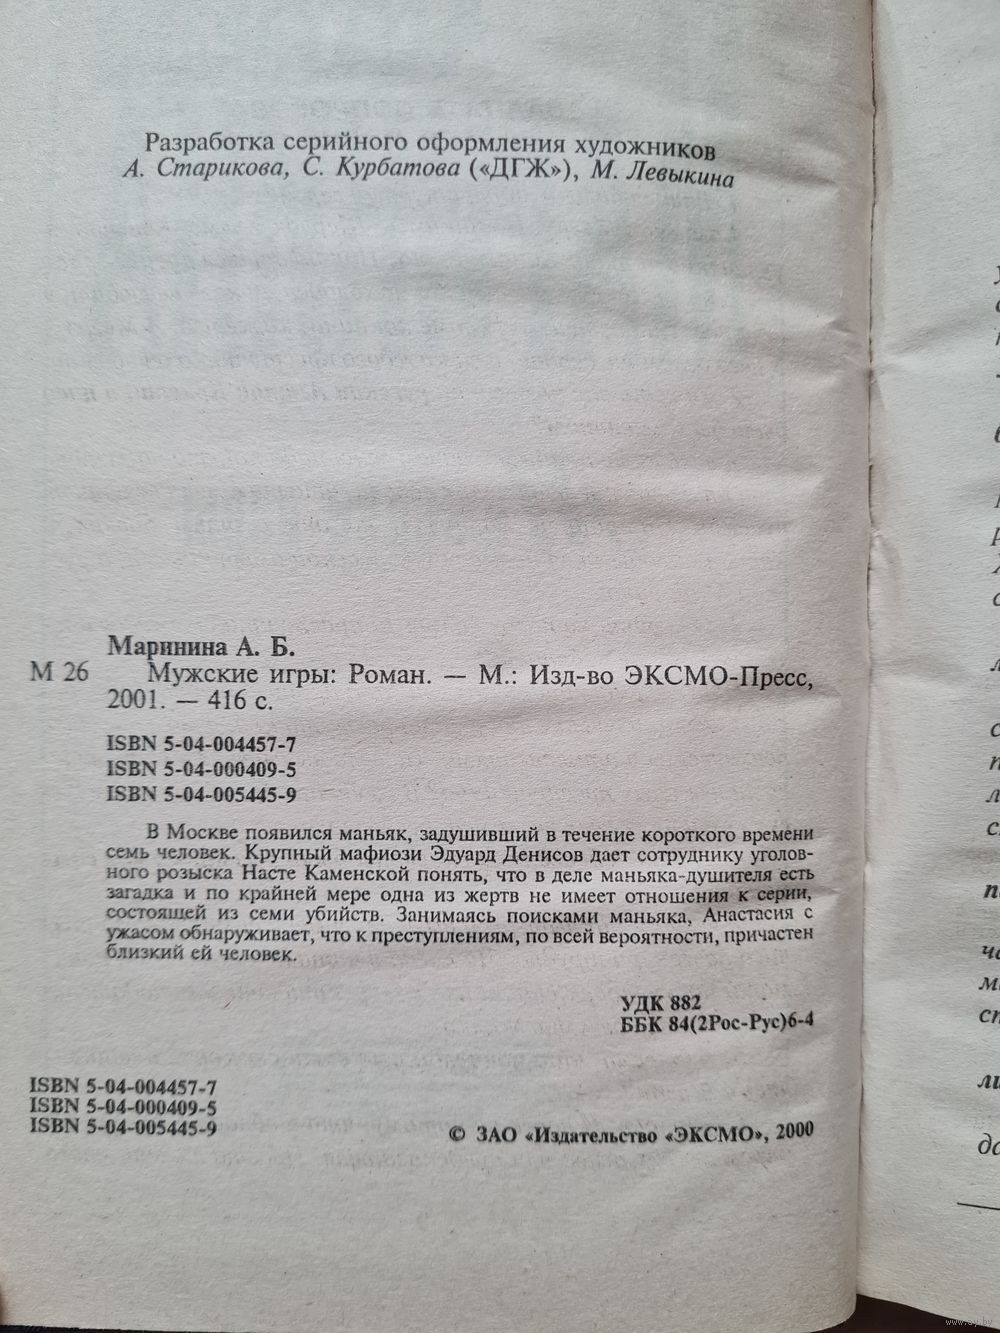 Разработка серийного оформления художников
А. Старикова, С. Курбатова («ДГЖ»), М. Левыкина
Маринина А. Б.
М 26 Мужские игры: Роман. — М.: Изд-во ЭКСМО-Пресс,
2001. — 416 с.
ISBN 5-04-004457-7
ISBN 5-04-000409-5
ISBN 5-04-005445-9
В Москве появился маньяк, задушивший в течение короткого времени
семь человек. Крупный мафиози Эдуард Денисов дает сотруднику уголов-
ного розыска Насте Каменской понять, что в деле маньяка-душителя есть
загадка и по крайней мере одна из жертв не имеет отношения к серии,
состоящей из семи убийств. Занимаясь поисками маньяка, Анастасия с
ужасом обнаруживает, что к преступлениям, по всей вероятности, причастен
близкий ей человек.
УДК 882
ББК 84(2Рос-Рус)6-4
ISBN 5-04-004457-7
ISBN 5-04-000409-5
ISBN 5-04-005445-9
© ЗАО «Издательство «ЭКСМО», 2000
www.ay.by